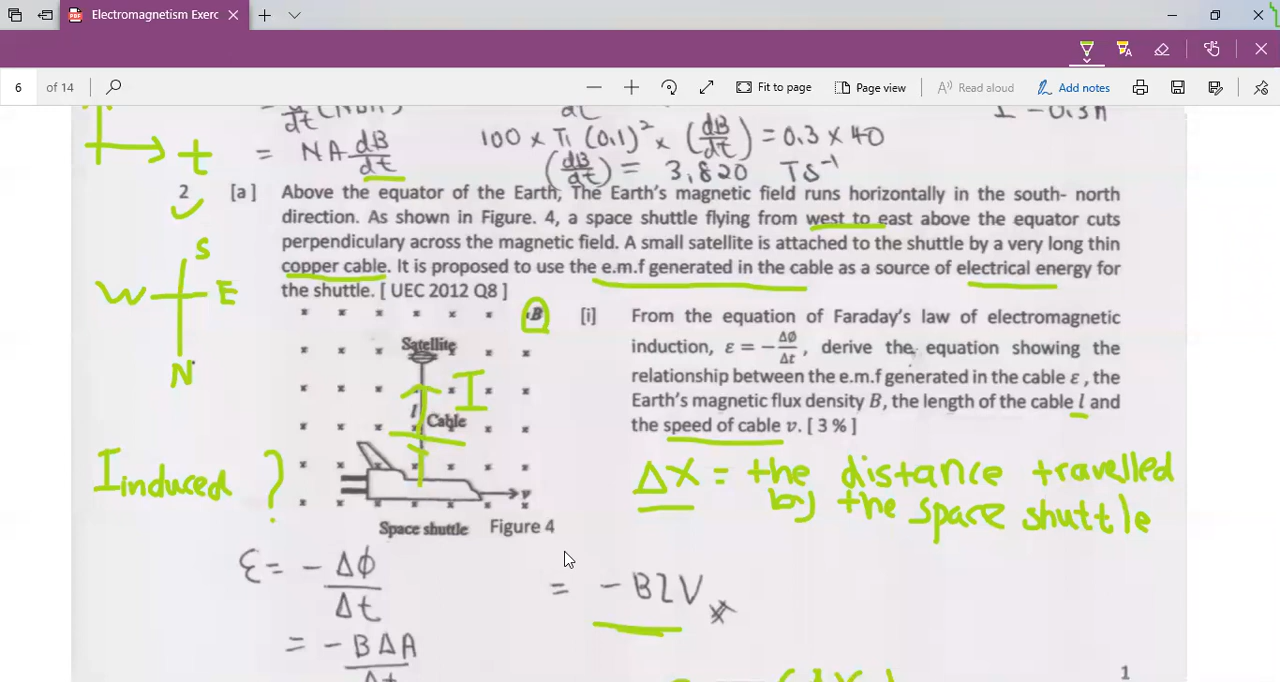 Electromagnetism Exerc
6 of 14
Fit to page
Page view
Read aloud
Add notes
dt
= NA dB/dt
100 x π (0.1)² x (dB/dt) = 0.3 x 40
(dB/dt) = 3.820 Ts⁻¹
t
2 [a] Above the equator of the Earth, The Earth's magnetic field runs horizontally in the south- north
direction. As shown in Figure. 4, a space shuttle flying from west to east above the equator cuts
perpendiculary across the magnetic field. A small satellite is attached to the shuttle by a very long thin
copper cable. It is proposed to use the e.m.f generated in the cable as a source of electrical energy for
the shuttle. [ UEC 2012 Q8 ]
S
W E
N
B
Satellite
I
l
Cable
v
Space shuttle Figure 4
I induced ?
[i] From the equation of Faraday's law of electromagnetic
induction, ε = − ΔØ/Δt , derive the equation showing the
relationship between the e.m.f generated in the cable ε , the
Earth's magnetic flux density B, the length of the cable l and
the speed of cable v. [ 3 % ]
ΔX = the distance travelled
by the space shuttle
ε = - Δϕ/Δt
= - BΔA
= - BlV
1